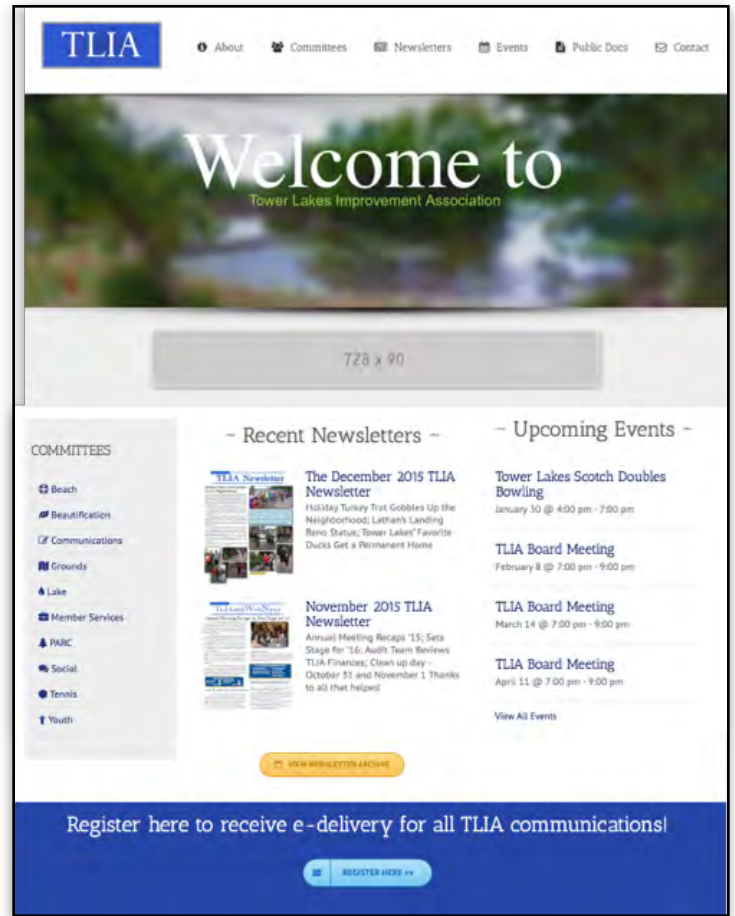 TLIA
About
Committees
Newsletters
Events
Public Docs
Contact
Welcome to
Tower Lakes Improvement Association
728 x 90
COMMITTEES
Beach
Beautification
Communications
Grounds
Lake
Member Services
PARC
Social
Tennis
Youth
~ Recent Newsletters ~
TLIA Newsletter
The December 2015 TLIA
Newsletter
Holiday Turkey Trot Gobbles Up the
Neighborhood; Lathan's Landing
Reno Status; Tower Lakes' Favorite
Ducks Get a Permanent Home
November 2015 TLIA
Newsletter
Annual Meeting Recaps '15; Sets
Stage for '16; Audit Team Reviews
TLIA Finances; Clean up day -
October 31 and November 1 Thanks
to all that helped
VIEW NEWSLETTER ARCHIVE
~ Upcoming Events ~
Tower Lakes Scotch Doubles
Bowling
January 30 @ 4:00 pm - 7:00 pm
TLIA Board Meeting
February 8 @ 7:00 pm - 9:00 pm
TLIA Board Meeting
March 14 @ 7:00 pm - 9:00 pm
TLIA Board Meeting
April 11 @ 7:00 pm - 9:00 pm
View All Events
Register here to receive e-delivery for all TLIA communications!
REGISTER HERE >>